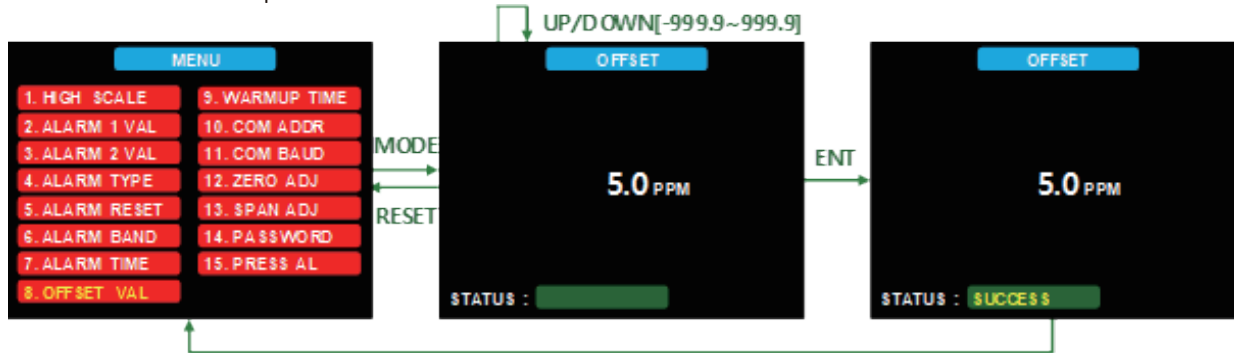 UP/DOWN[-999.9~999.9]
MENU
1. HIGH SCALE
2. ALARM 1 VAL
3. ALARM 2 VAL
4. ALARM TYPE
5. ALARM RESET
6. ALARM BAND
7. ALARM TIME
8. OFFSET VAL
9. WARMUP TIME
10. COM ADDR
11. COM BAUD
12. ZERO ADJ
13. SPAN ADJ
14. PASSWORD
15. PRESS AL
MODE
RESET
OFFSET
5.0 PPM
STATUS :
ENT
OFFSET
5.0 PPM
STATUS : SUCCESS